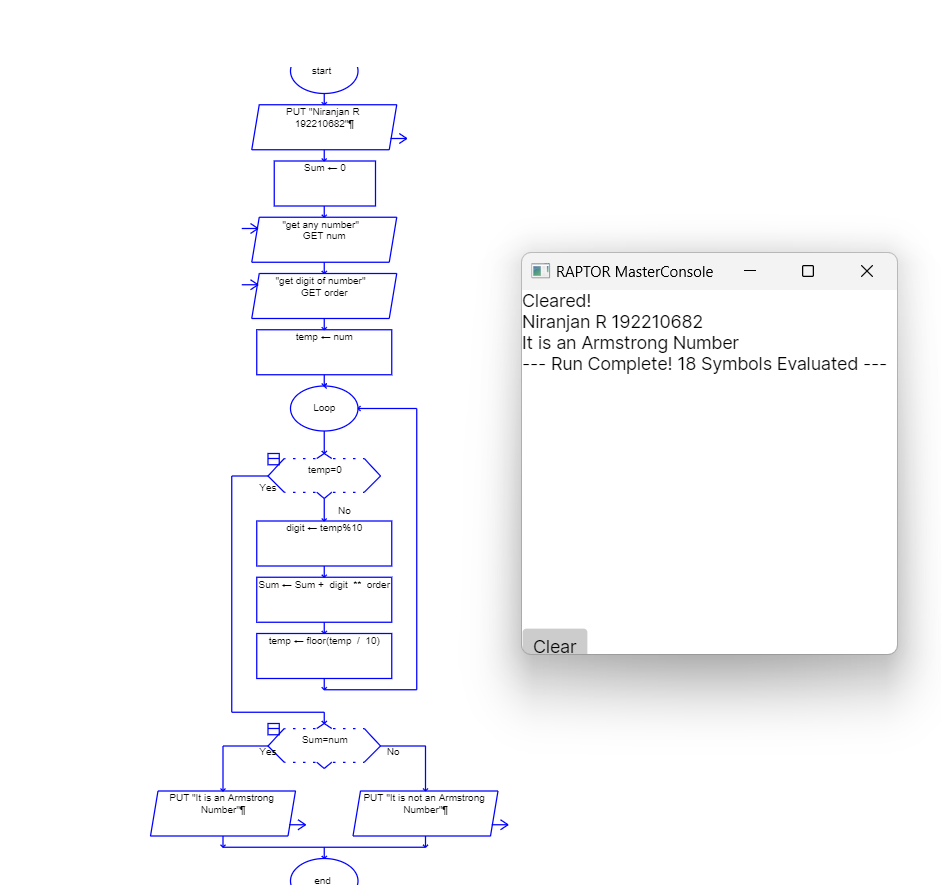 start
PUT "Niranjan R
192210682"¶
Sum ← 0
"get any number"
GET num
"get digit of number"
GET order
temp ← num
Loop
temp=0
Yes
No
digit ← temp%10
Sum ← Sum + digit ** order
temp ← floor(temp / 10)
Sum=num
Yes
No
PUT "It is an Armstrong
Number"¶
PUT "It is not an Armstrong
Number"¶
end
RAPTOR MasterConsole
Cleared!
Niranjan R 192210682
It is an Armstrong Number
--- Run Complete! 18 Symbols Evaluated ---
Clear